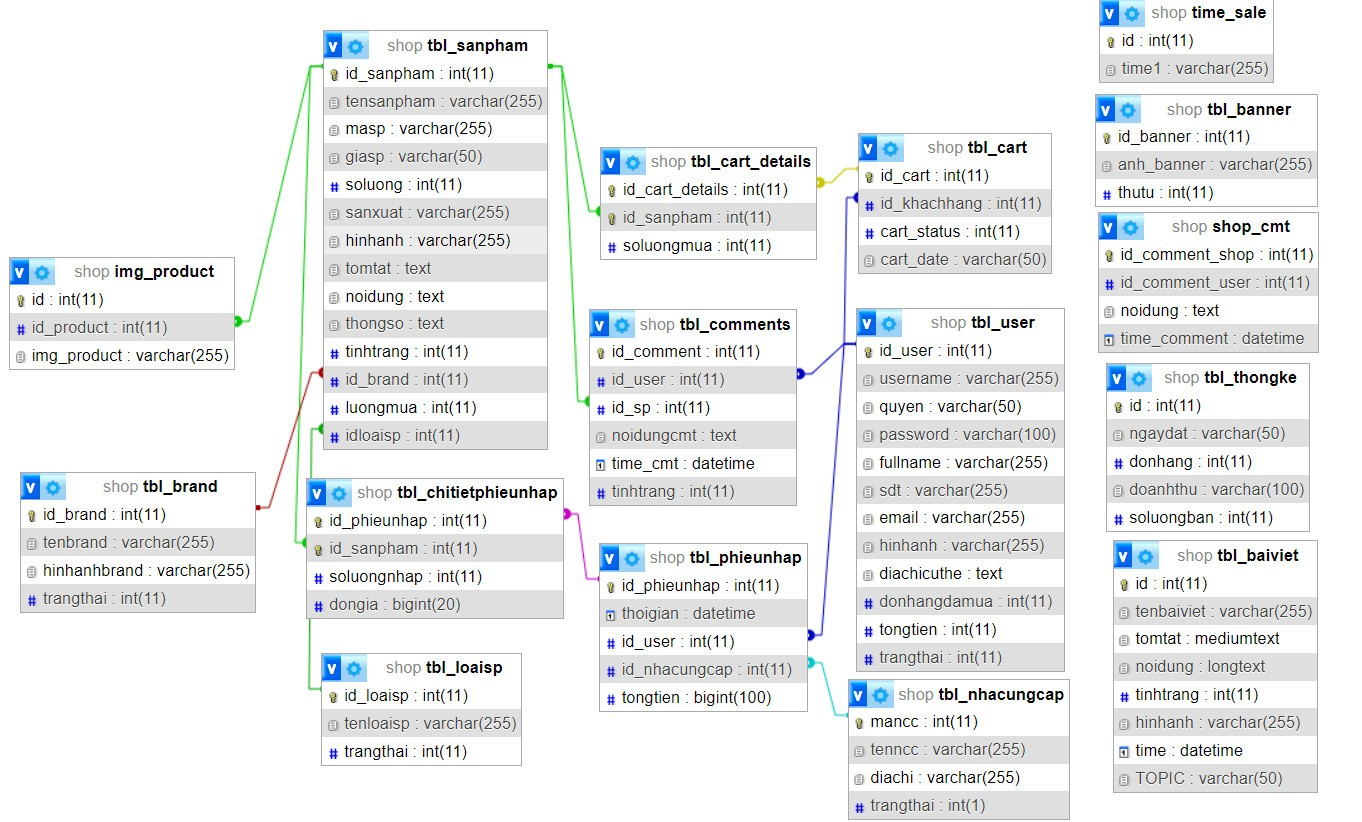 shop tbl_sanpham
id_sanpham : int(11)
tensanpham : varchar(255)
masp : varchar(255)
giasp : varchar(50)
# soluong : int(11)
sanxuat : varchar(255)
hinhanh : varchar(255)
tomtat : text
noidung : text
thongso : text
# tinhtrang : int(11)
# id_brand : int(11)
# luongmua : int(11)
# idloaisp : int(11)
shop img_product
id : int(11)
# id_product : int(11)
img_product : varchar(255)
shop tbl_brand
id_brand : int(11)
tenbrand : varchar(255)
hinhanhbrand : varchar(255)
# trangthai : int(11)
shop tbl_chitietphieunhap
id_phieunhap : int(11)
id_sanpham : int(11)
# soluongnhap : int(11)
# dongia : bigint(20)
shop tbl_loaisp
id_loaisp : int(11)
tenloaisp : varchar(255)
# trangthai : int(11)
shop tbl_cart_details
id_cart_details : int(11)
id_sanpham : int(11)
# soluongmua : int(11)
shop tbl_comments
id_comment : int(11)
# id_user : int(11)
# id_sp : int(11)
noidungcmt : text
time_cmt : datetime
# tinhtrang : int(11)
shop tbl_phieunhap
id_phieunhap : int(11)
thoigian : datetime
# id_user : int(11)
# id_nhacungcap : int(11)
# tongtien : bigint(100)
shop tbl_cart
id_cart : int(11)
# id_khachhang : int(11)
# cart_status : int(11)
cart_date : varchar(50)
shop tbl_user
id_user : int(11)
username : varchar(255)
quyen : varchar(50)
password : varchar(100)
fullname : varchar(255)
sdt : varchar(255)
email : varchar(255)
hinhanh : varchar(255)
diachicuthe : text
# donhangdamua : int(11)
# tongtien : int(11)
# trangthai : int(11)
shop tbl_nhacungcap
mancc : int(11)
tenncc : varchar(255)
diachi : varchar(255)
# trangthai : int(1)
shop time_sale
id : int(11)
time1 : varchar(255)
shop tbl_banner
id_banner : int(11)
anh_banner : varchar(255)
# thutu : int(11)
shop shop_cmt
id_comment_shop : int(11)
# id_comment_user : int(11)
noidung : text
time_comment : datetime
shop tbl_thongke
id : int(11)
ngaydat : varchar(50)
# donhang : int(11)
doanhthu : varchar(100)
# soluongban : int(11)
shop tbl_baiviet
id : int(11)
tenbaiviet : varchar(255)
tomtat : mediumtext
noidung : longtext
# tinhtrang : int(11)
hinhanh : varchar(255)
time : datetime
TOPIC : varchar(50)